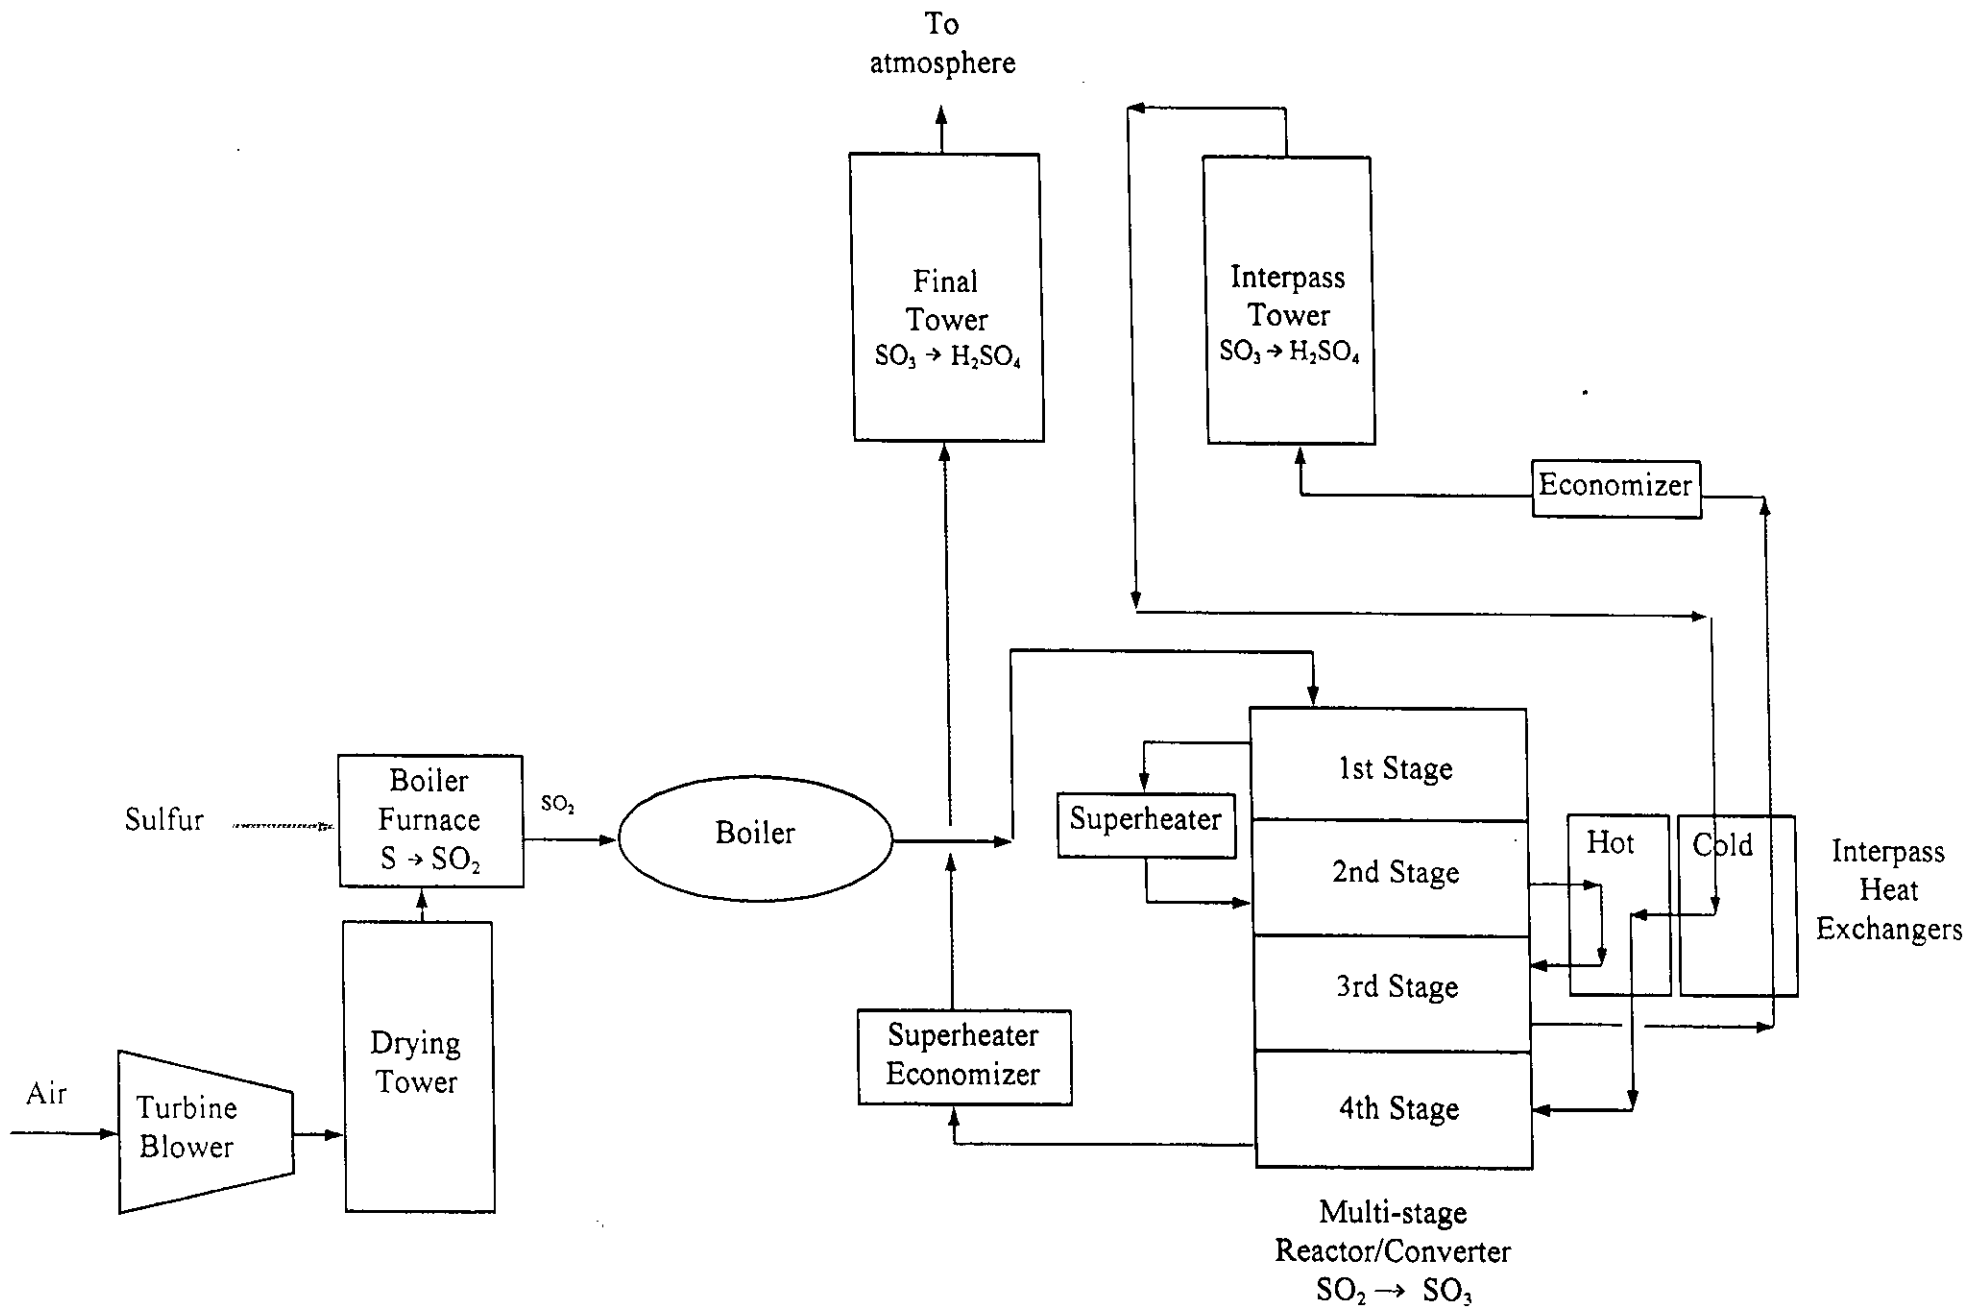 To
atmosphere
Final
Tower
SO₃ → H₂SO₄
Interpass
Tower
SO₃ → H₂SO₄
Economizer
Sulfur
Boiler
Furnace
S → SO₂
SO₂
Boiler
Superheater
1st Stage
2nd Stage
3rd Stage
4th Stage
Hot
Cold
Interpass
Heat
Exchangers
Air
Turbine
Blower
Drying
Tower
Superheater
Economizer
Multi-stage
Reactor/Converter
SO₂ → SO₃